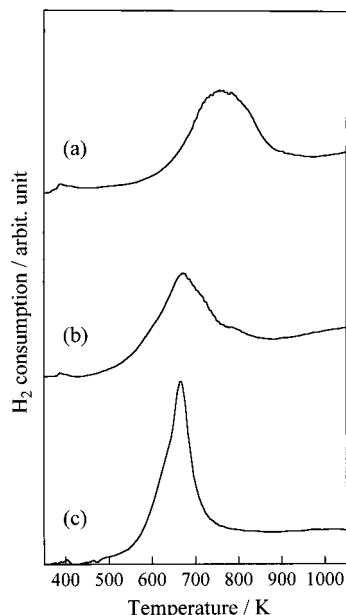 (a)
(b)
(c)
H₂ consumption / arbit. unit
400 500 600 700 800 900 1000
Temperature / K